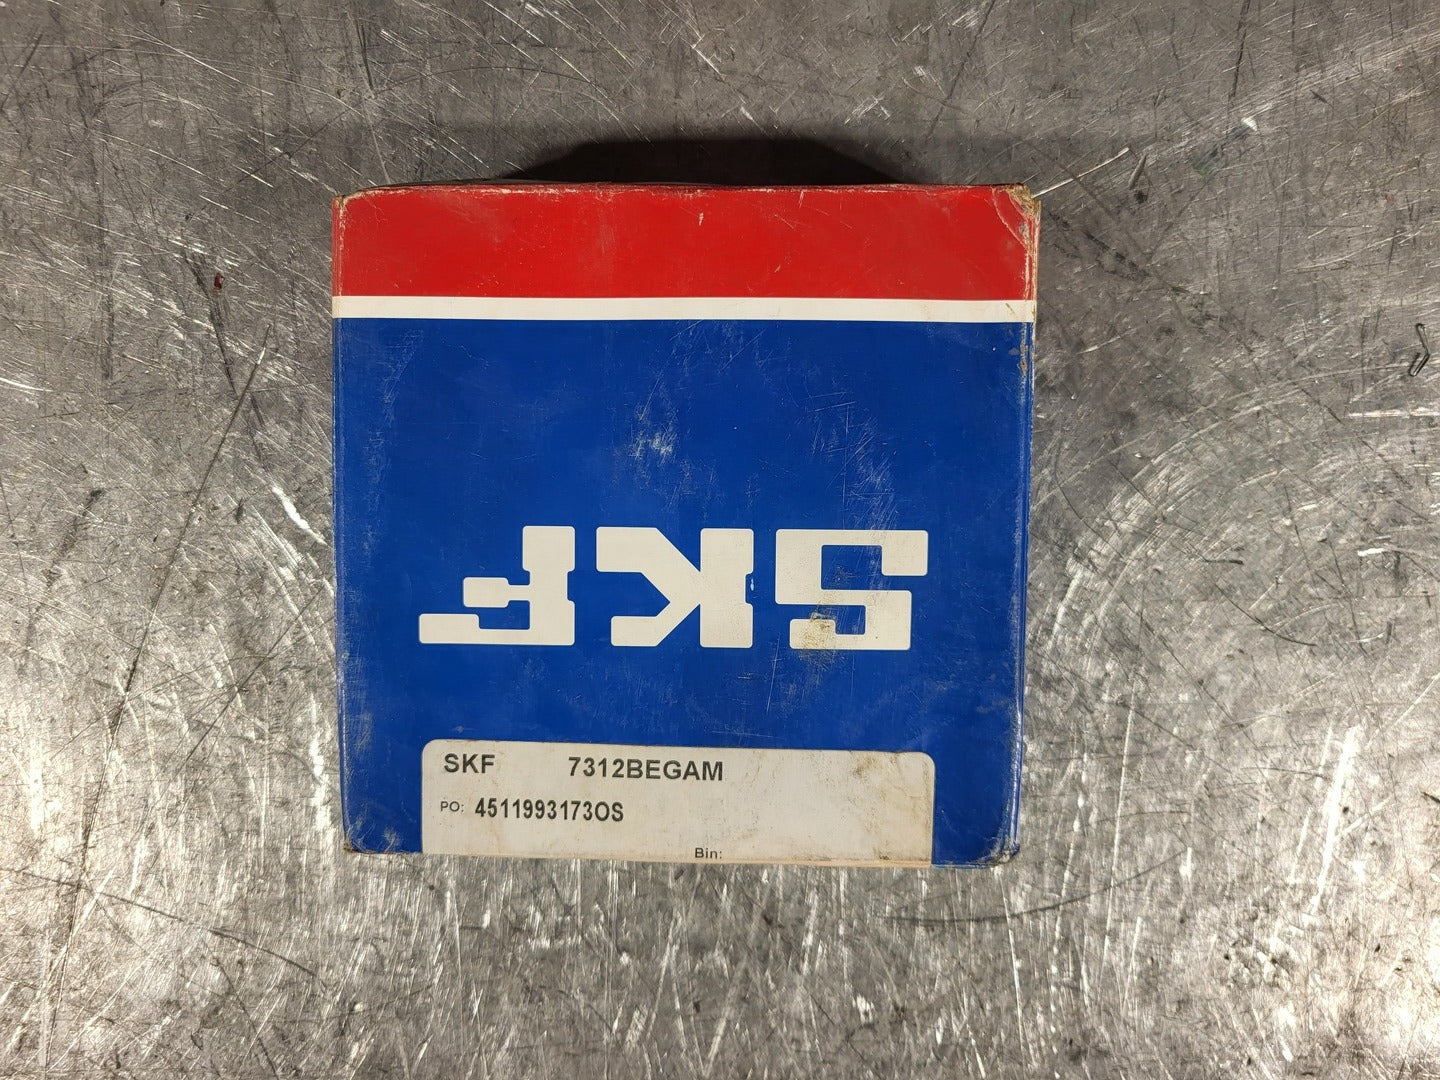 SKF
SKF 7312BEGAM
PO: 4511993173OS
Bin: